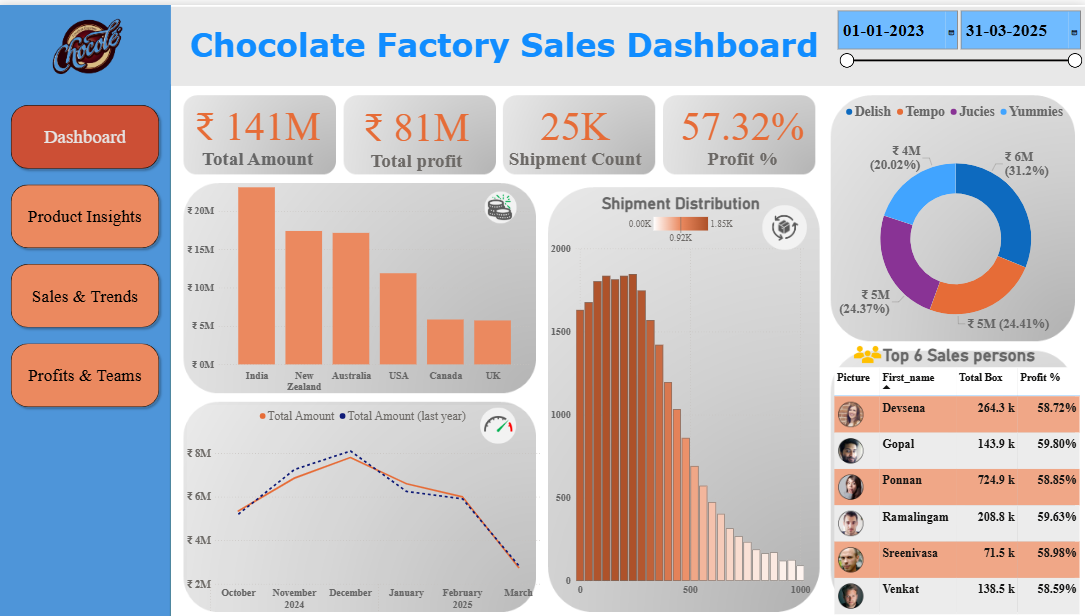 Chocolé
Chocolate Factory Sales Dashboard
01-01-2023
31-03-2025
Dashboard
Product Insights
Sales & Trends
Profits & Teams
₹ 141M
Total Amount
₹ 81M
Total profit
25K
Shipment Count
57.32%
Profit %
₹ 20M
₹ 15M
₹ 10M
₹ 5M
₹ 0M
India
New
Zealand
Australia
USA
Canada
UK
Total Amount
Total Amount (last year)
₹ 8M
₹ 6M
₹ 4M
₹ 2M
October
November
December
January
February
March
2024
2025
Shipment Distribution
0.00K
1.85K
0.92K
2000
1500
1000
500
0
0
500
1000
Delish
Tempo
Jucies
Yummies
₹ 4M
(20.02%)
₹ 6M
(31.2%)
₹ 5M
(24.37%)
₹ 5M (24.41%)
Top 6 Sales persons
Picture First_name Total Box Profit %
Devsena 264.3 k 58.72%
Gopal 143.9 k 59.80%
Ponnan 724.9 k 58.85%
Ramalingam 208.8 k 59.63%
Sreenivasa 71.5 k 58.98%
Venkat 138.5 k 58.59%